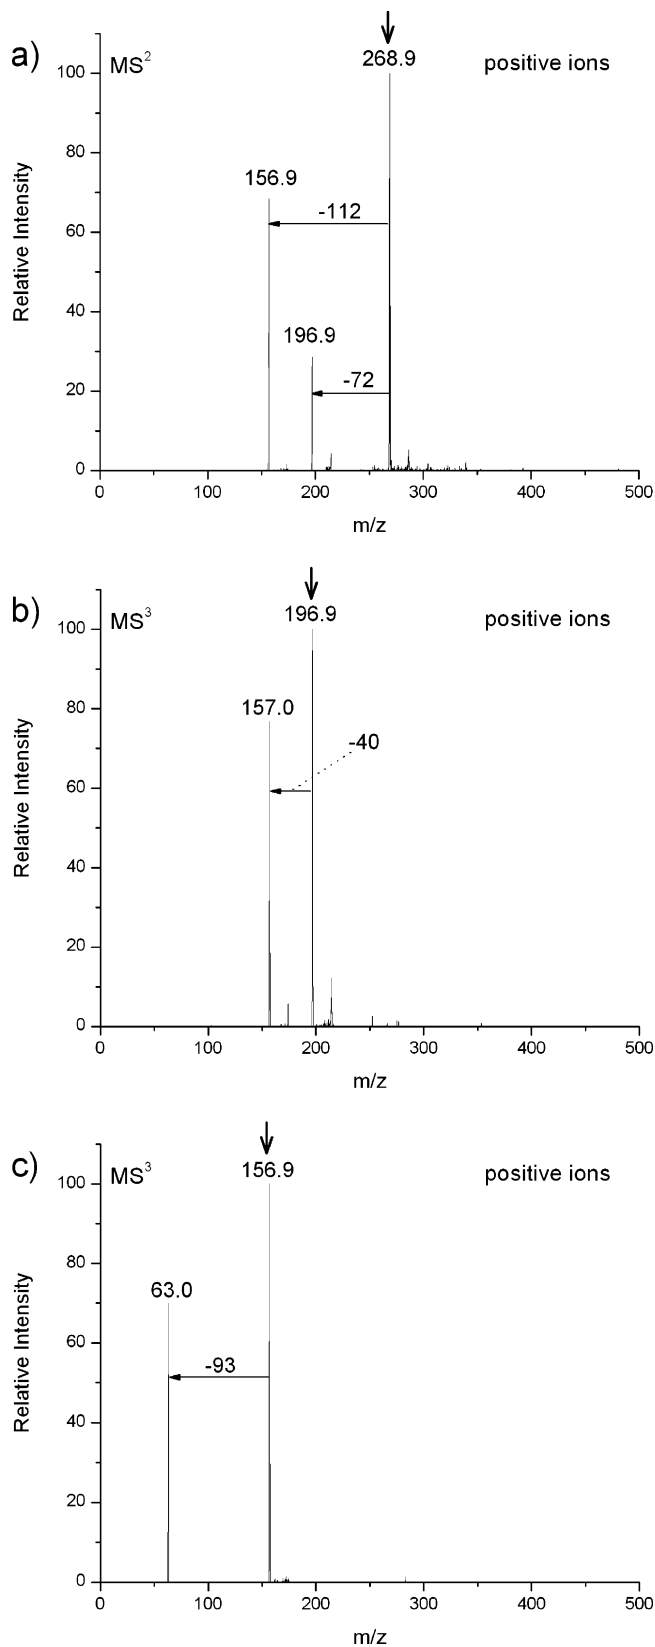 a)
MS²
268.9
positive ions
100
80
156.9
-112
60
Relative Intensity
40
196.9
-72
20
0
0 100 200 300 400 500
m/z
b)
MS³
196.9
positive ions
100
80
157.0
-40
60
Relative Intensity
40
20
0
0 100 200 300 400 500
m/z
c)
MS³
156.9
positive ions
100
80
63.0
60
-93
Relative Intensity
40
20
0
0 100 200 300 400 500
m/z